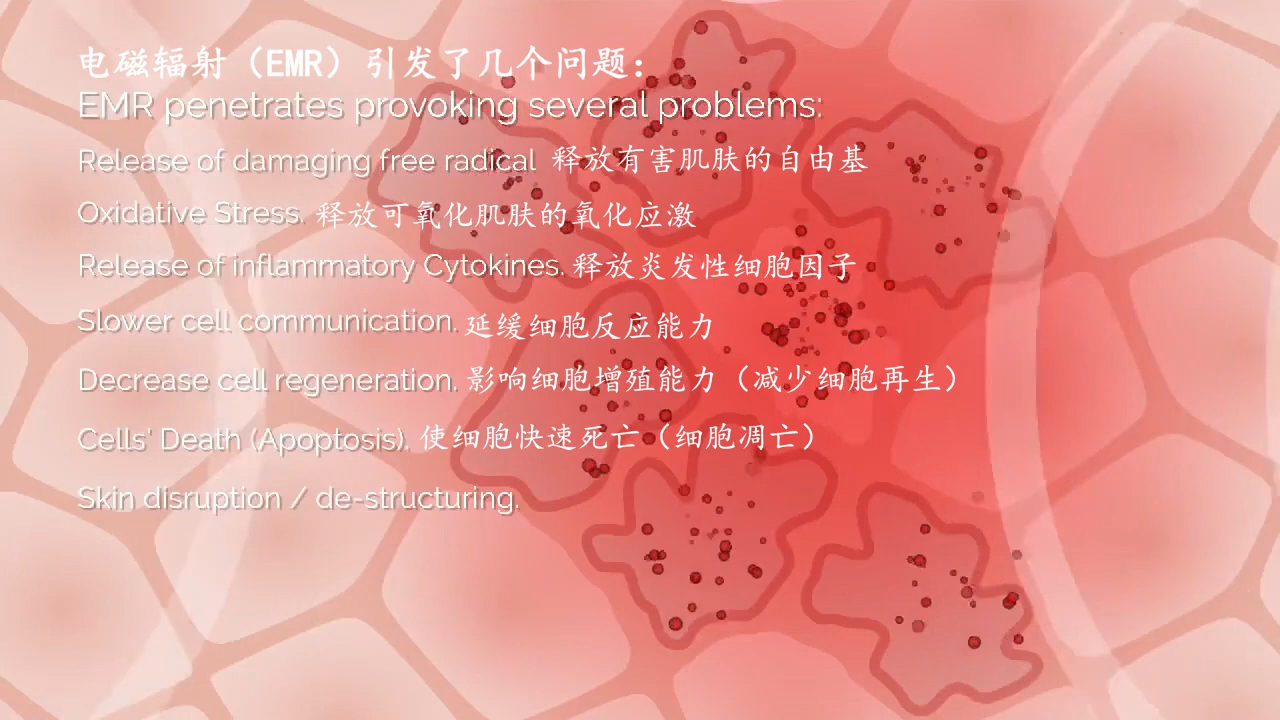 电磁辐射（EMR）引发了几个问题：
EMR penetrates provoking several problems:
Release of damaging free radical 释放有害肌肤的自由基
Oxidative Stress. 释放可氧化肌肤的氧化应激
Release of inflammatory Cytokines. 释放炎发性细胞因子
Slower cell communication. 延缓细胞反应能力
Decrease cell regeneration. 影响细胞增殖能力（减少细胞再生）
Cells' Death (Apoptosis). 使细胞快速死亡（细胞凋亡）
Skin disruption / de-structuring.